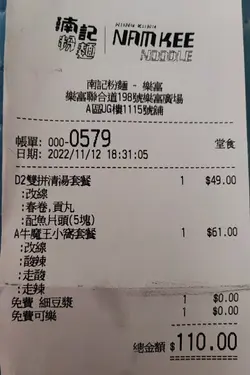 南記粉麵 NAM KEE NOODLE
南記粉麵 - 樂富
樂富聯合道198號樂富廣場
A區UG樓1115號舖
帳單: 000-0579 堂食
日期: 2022/11/12 18:31:05
D2雙拼清湯套餐 1 $49.00
:改線
:春卷,貢丸
:配魚片頭(5塊)
A牛魔王小窩套餐 1 $61.00
:改線
:酸辣
:走酸
:走辣
免費 細豆漿 1 $0.00
免費可樂 1 $0.00
總金額 $110.00